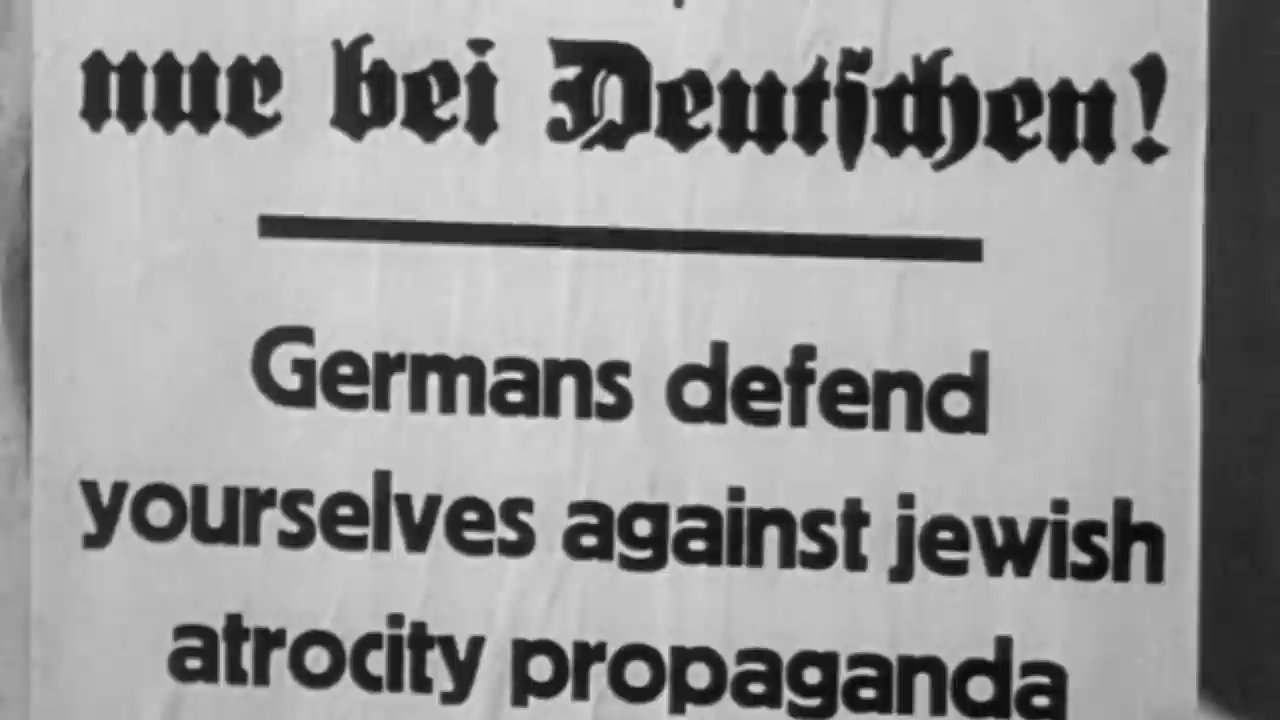 nur bei Deutschen!
Germans defend
yourselves against jewish
atrocity propaganda